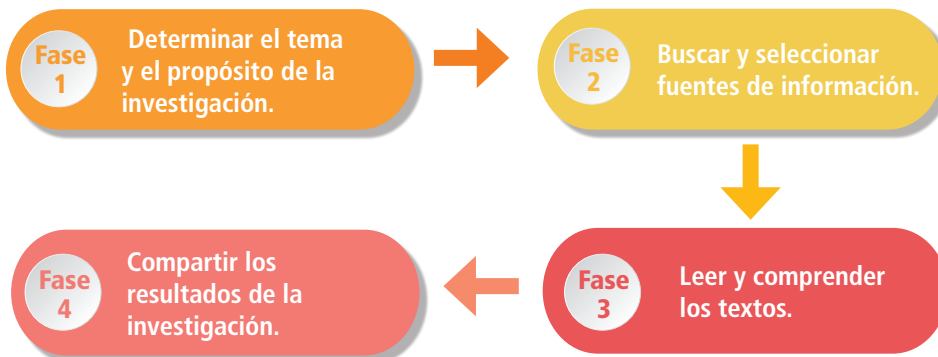 Fase
1
Determinar el tema
y el propósito de la
investigación.
Fase
2
Buscar y seleccionar
fuentes de información.
Fase
3
Leer y comprender
los textos.
Fase
4
Compartir los
resultados de la
investigación.